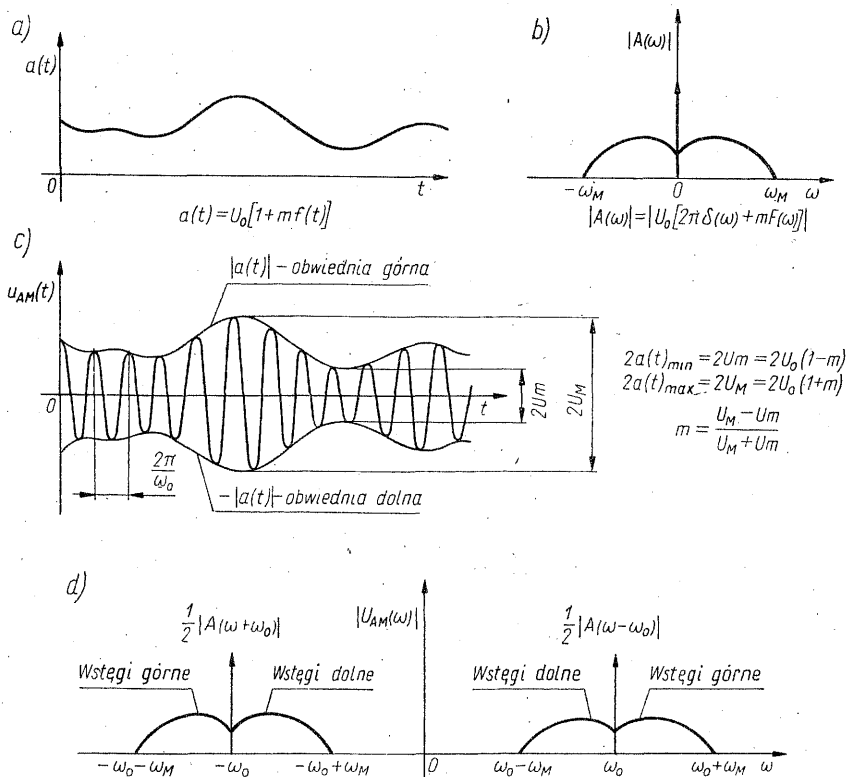 a)
a(t)
0
t
a(t)=U₀[1+mf(t)]
b)
|A(ω)|
-ω_M
0
ω_M
ω
|A(ω)|=|U₀[2πδ(ω)+mF(ω)]|
c)
|a(t)|-obwiednia górna
u_AM(t)
0
t
2Um
2U_M
2π/ω₀
-|a(t)|-obwiednia dolna
2a(t)_min=2Um=2U₀(1-m)
2a(t)_max=2U_M=2U₀(1+m)
m=(U_M-Um)/(U_M+Um)
d)
1/2|A(ω+ω₀)|
|U_AM(ω)|
1/2|A(ω-ω₀)|
Wstęgi górne
Wstęgi dolne
Wstęgi dolne
Wstęgi górne
-ω₀-ω_M
-ω₀
-ω₀+ω_M
0
ω₀-ω_M
ω₀
ω₀+ω_M
ω